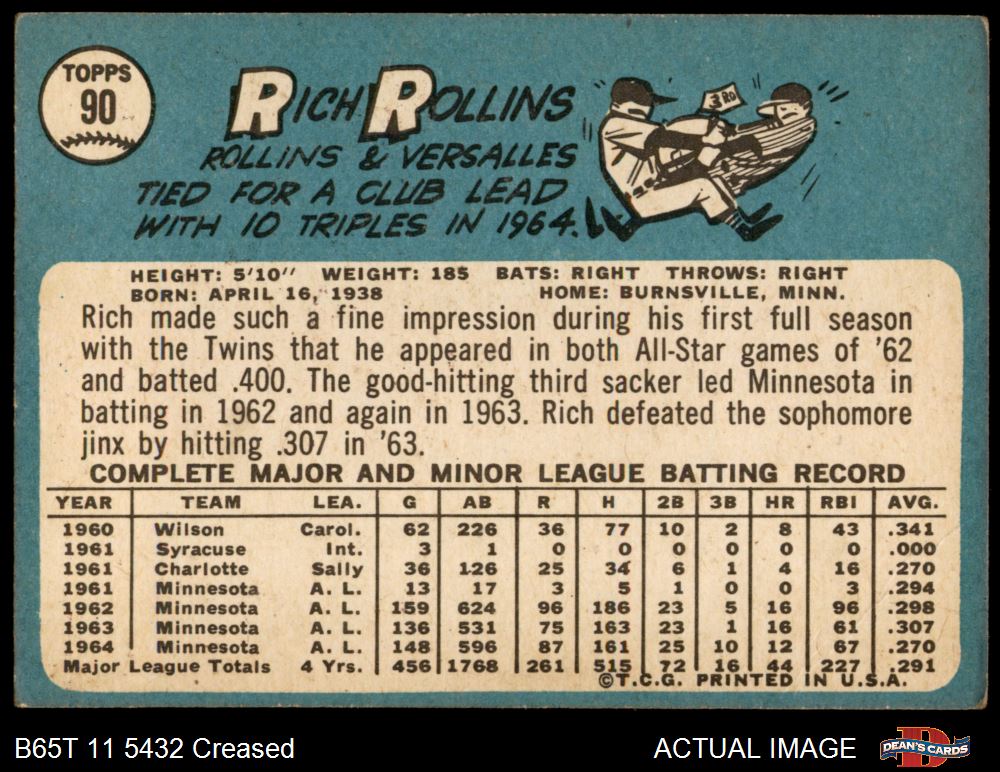 TOPPS
90
RICH ROLLINS
3 RD
ROLLINS & VERSALLES
TIED FOR A CLUB LEAD
WITH 10 TRIPLES IN 1964.
HEIGHT: 5'10" WEIGHT: 185 BATS: RIGHT THROWS: RIGHT
BORN: APRIL 16, 1938 HOME: BURNSVILLE, MINN.
Rich made such a fine impression during his first full season
with the Twins that he appeared in both All-Star games of '62
and batted .400. The good-hitting third sacker led Minnesota in
batting in 1962 and again in 1963. Rich defeated the sophomore
jinx by hitting .307 in '63.
COMPLETE MAJOR AND MINOR LEAGUE BATTING RECORD
YEAR TEAM LEA. G AB R H 2B 3B HR RBI AVG.
1960 Wilson Carol. 62 226 36 77 10 2 8 43 .341
1961 Syracuse Int. 3 1 0 0 0 0 0 0 .000
1961 Charlotte Sally 36 126 25 34 6 1 4 16 .270
1961 Minnesota A. L. 13 17 3 5 1 0 0 3 .294
1962 Minnesota A. L. 159 624 96 186 23 5 16 96 .298
1963 Minnesota A. L. 136 531 75 163 23 1 16 61 .307
1964 Minnesota A. L. 148 596 87 161 25 10 12 67 .270
Major League Totals 4 Yrs. 456 1768 261 515 72 16 44 227 .291
©T.C.G. PRINTED IN U.S.A.
B65T 11 5432 Creased
ACTUAL IMAGE
DEAN'S CARDS